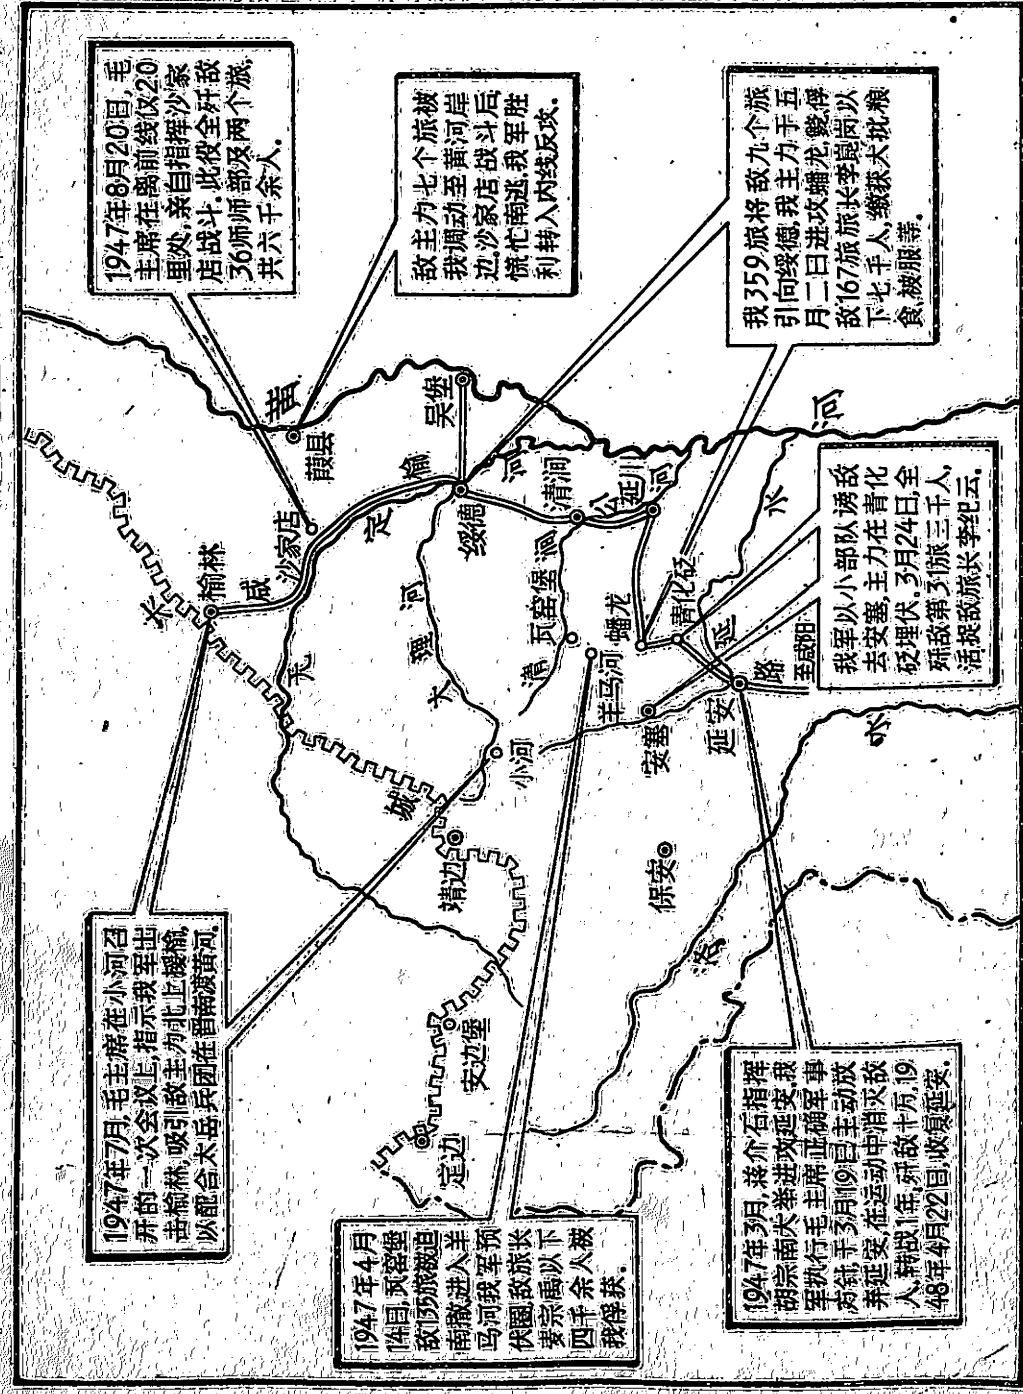 1947年7月,毛主席在小河召
开的一次会议上,指示我军出
击榆林,吸引敌主力北上援榆,
以配合太岳兵团在晋南渡黄河.
1947年8月20日,毛
主席在离前线仅20
里处,亲自指挥沙家
店战斗.此役全歼敌
36师师部及两个旅,
共六千余人.
敌主力七个旅被
我调动至黄河岸
边,沙家店战斗后,
慌忙南逃,我军胜
利转入内线反攻.
长
榆林
咸
沙家店
黄
葭县
无
定
榆
河
城
大
理
河
绥德
吴堡
靖边
小河
安边堡
定边
清
瓦窑堡
涧
清涧
公
延川
河
羊马河
蟠龙
安塞
青化砭
延
水
河
保安
延安
路
至咸阳
洛
水
1947年4月
14日,瓦窑堡
敌135旅被迫
南撤进入羊
马河我军预
伏圈,敌旅长
麦宗禹以下
四千余人被
我俘获.
我359旅将敌九个旅
引向绥德,我主力于五
月二日进攻蟠龙,毙俘
敌167旅旅长李崑岗以
下七千人,缴获大批粮
食,被服等.
我军以小部队诱敌
去安塞,主力在青化
砭埋伏.3月24日,全
歼敌第31旅三千人,
活捉敌旅长李纪云.
1947年3月,蒋介石指挥
胡宗南大举进攻延安,我
军执行毛主席正确军事
方针,于3月19日主动放
弃延安,在运动中消灭敌
人,转战1年,歼敌十万,19
48年4月22日,收复延安.